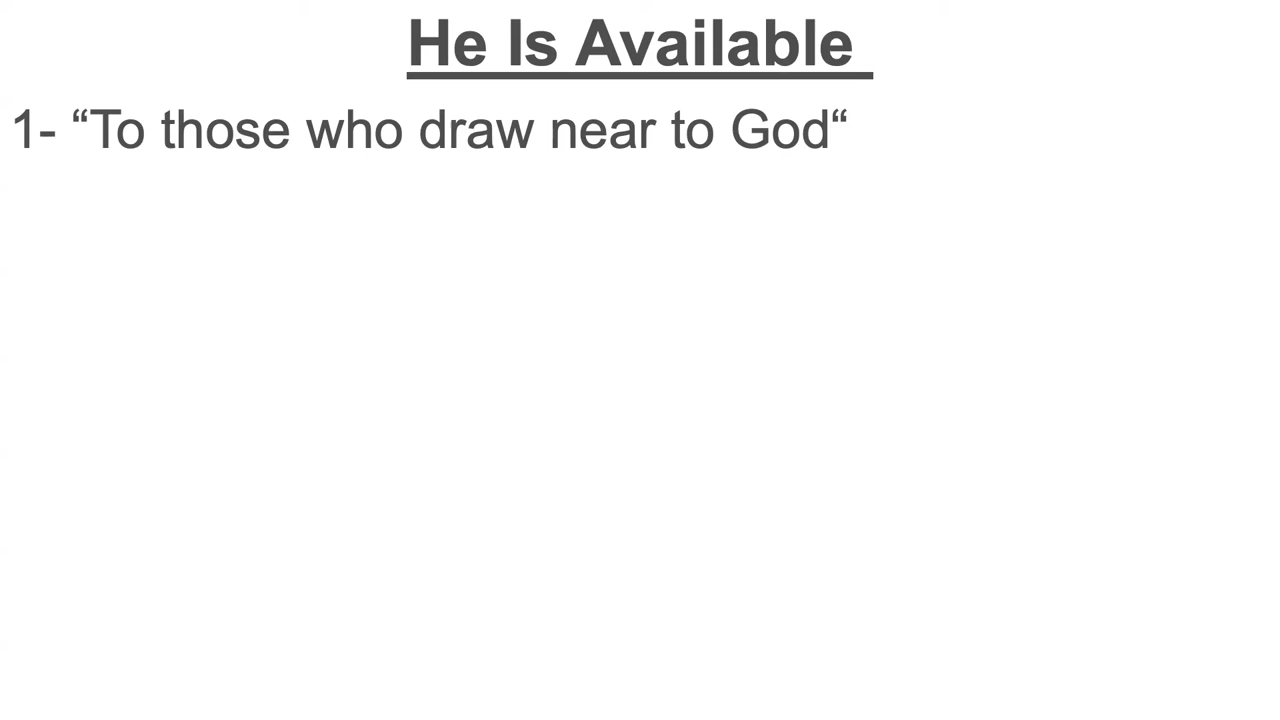 He Is Available
1- “To those who draw near to God“